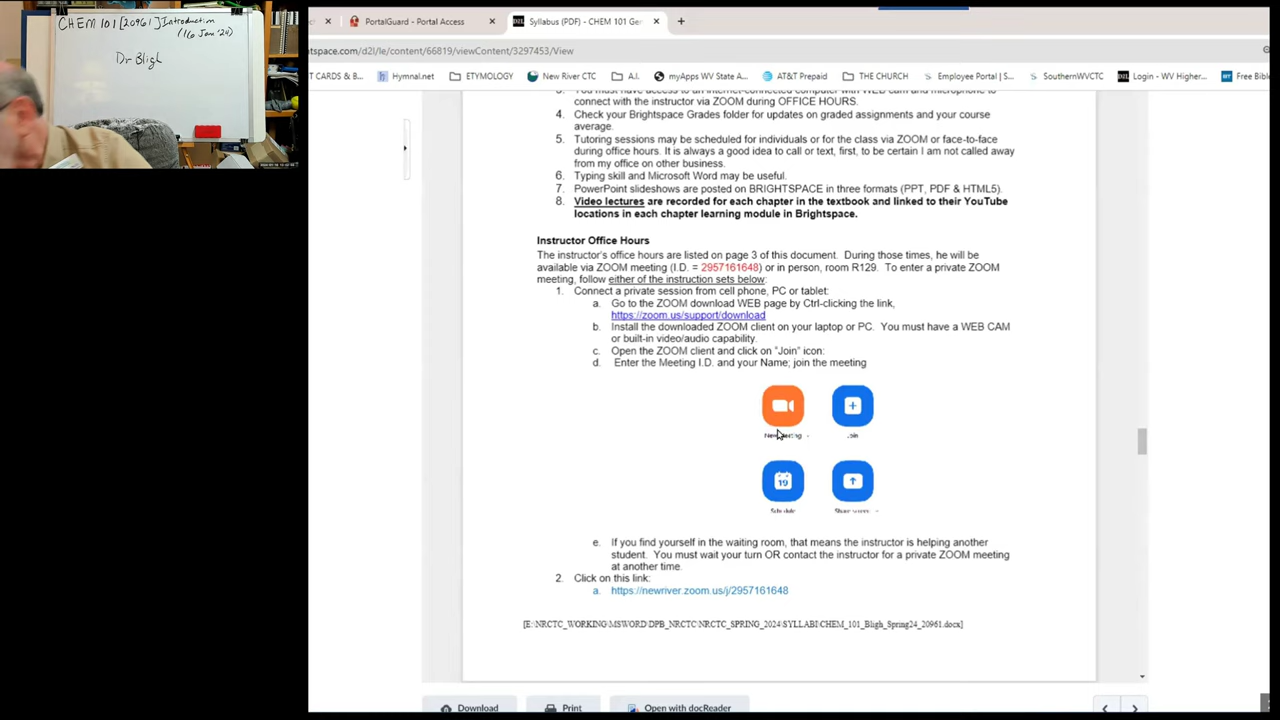 CHEM 101 [20961] Introduction
(16 Jan '24)
Dr Bligh
PortalGuard - Portal Access
Syllabus (PDF) - CHEM 101 Ger
htspace.com/d2l/le/content/66819/viewContent/3297453/View
T CARDS & B...
Hymnal.net
ETYMOLOGY
New River CTC
A.I.
myApps WV State A...
AT&T Prepaid
THE CHURCH
Employee Portal | S...
SouthernWVCTC
Login - WV Higher...
Free Bible
3. You must have access to an internet-connected computer with WEB cam and microphone to
connect with the instructor via ZOOM during OFFICE HOURS.
4. Check your Brightspace Grades folder for updates on graded assignments and your course
average.
5. Tutoring sessions may be scheduled for individuals or for the class via ZOOM or face-to-face
during office hours. It is always a good idea to call or text, first, to be certain I am not called away
from my office on other business.
6. Typing skill and Microsoft Word may be useful.
7. PowerPoint slideshows are posted on BRIGHTSPACE in three formats (PPT, PDF & HTML5).
8. Video lectures are recorded for each chapter in the textbook and linked to their YouTube
locations in each chapter learning module in Brightspace.
Instructor Office Hours
The instructor's office hours are listed on page 3 of this document. During those times, he will be
available via ZOOM meeting (I.D. = 2957161648) or in person, room R129. To enter a private ZOOM
meeting, follow either of the instruction sets below:
1. Connect a private session from cell phone, PC or tablet:
a. Go to the ZOOM download WEB page by Ctrl-clicking the link,
https://zoom.us/support/download
b. Install the downloaded ZOOM client on your laptop or PC. You must have a WEB CAM
or built-in video/audio capability.
c. Open the ZOOM client and click on "Join" icon:
d. Enter the Meeting I.D. and your Name; join the meeting
Join
19
Schedule
e. If you find yourself in the waiting room, that means the instructor is helping another
student. You must wait your turn OR contact the instructor for a private ZOOM meeting
at another time.
2. Click on this link:
a. https://newriver.zoom.us/j/2957161648
[E:\NRCTC_WORKING\MSWORD\DPB_NRCTC\NRCTC_SPRING_2024\SYLLABI\CHEM_101_Bligh_Spring24_20961.docx]
Download
Print
Open with docReader